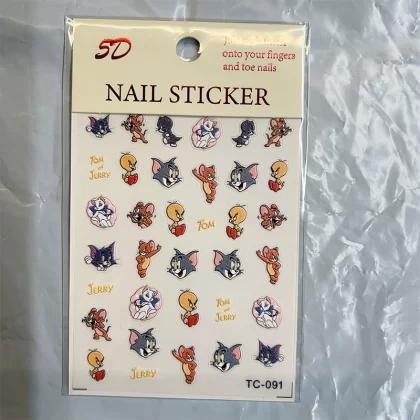 5D
onto your fingers
and toe nails
NAIL STICKER
TOM
and
JERRY
TOM
JERRY
TOM
and
JERRY
JERRY
TC-091